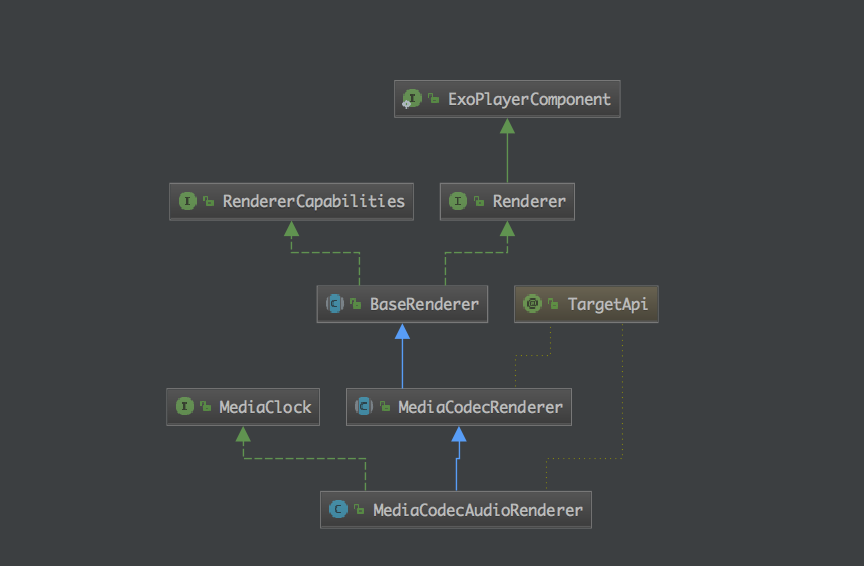 I ExoPlayerComponent
I RendererCapabilities
I Renderer
C BaseRenderer
@ TargetApi
I MediaClock
C MediaCodecRenderer
C MediaCodecAudioRenderer